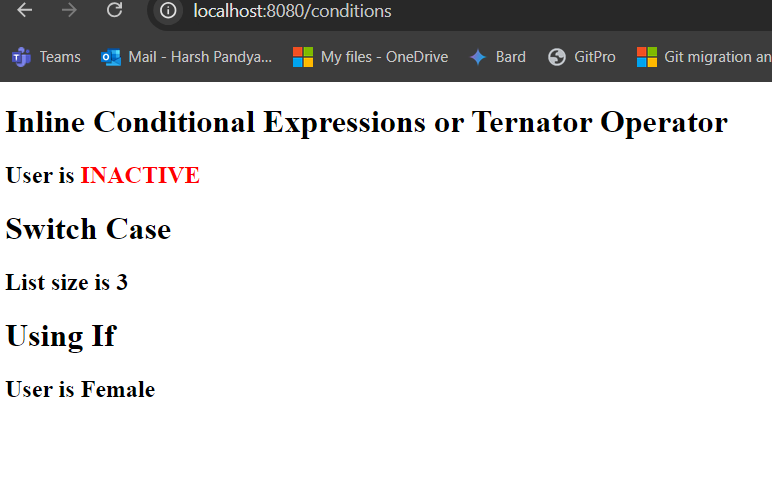 localhost:8080/conditions
Teams Mail - Harsh Pandya... My files - OneDrive Bard GitPro Git migration an
Inline Conditional Expressions or Ternator Operator
User is INACTIVE
Switch Case
List size is 3
Using If
User is Female